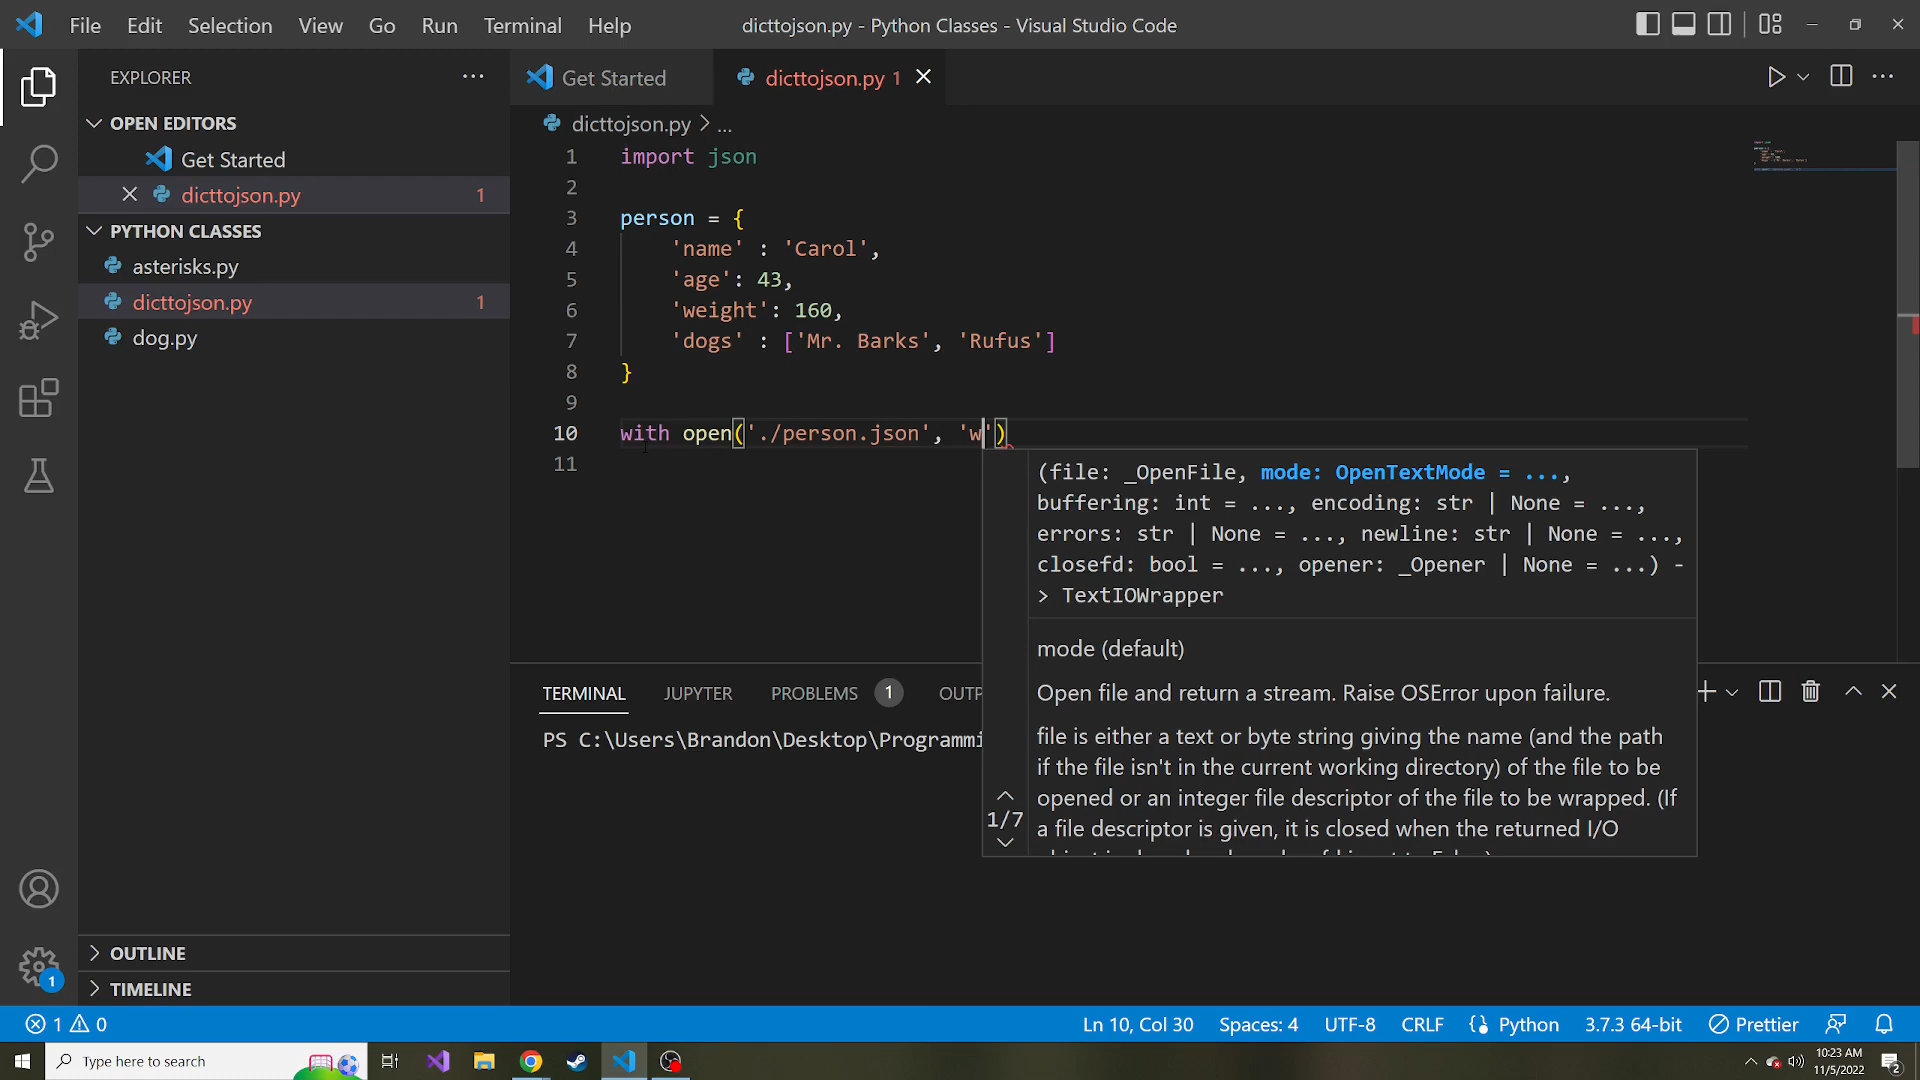 File Edit Selection View Go Run Terminal Help
dicttojson.py - Python Classes - Visual Studio Code
EXPLORER
OPEN EDITORS
Get Started
dicttojson.py 1
PYTHON CLASSES
asterisks.py
dicttojson.py 1
dog.py
OUTLINE
TIMELINE
Get Started
dicttojson.py 1
dicttojson.py > ...
1 import json
2
3 person = {
4 'name' : 'Carol',
5 'age': 43,
6 'weight': 160,
7 'dogs' : ['Mr. Barks', 'Rufus']
8 }
9
10 with open('./person.json', 'w')
11
(file: _OpenFile, mode: OpenTextMode = ...,
buffering: int = ..., encoding: str | None = ...,
errors: str | None = ..., newline: str | None = ...,
closefd: bool = ..., opener: _Opener | None = ...) -
> TextIOWrapper
mode (default)
Open file and return a stream. Raise OSError upon failure.
file is either a text or byte string giving the name (and the path
if the file isn't in the current working directory) of the file to be
opened or an integer file descriptor of the file to be wrapped. (If
a file descriptor is given, it is closed when the returned I/O
1/7
TERMINAL JUPYTER PROBLEMS 1 OUTP
PS C:\Users\Brandon\Desktop\Programmi
1
1 0
Ln 10, Col 30 Spaces: 4 UTF-8 CRLF Python 3.7.3 64-bit Prettier
Type here to search
10:23 AM
11/5/2022
2